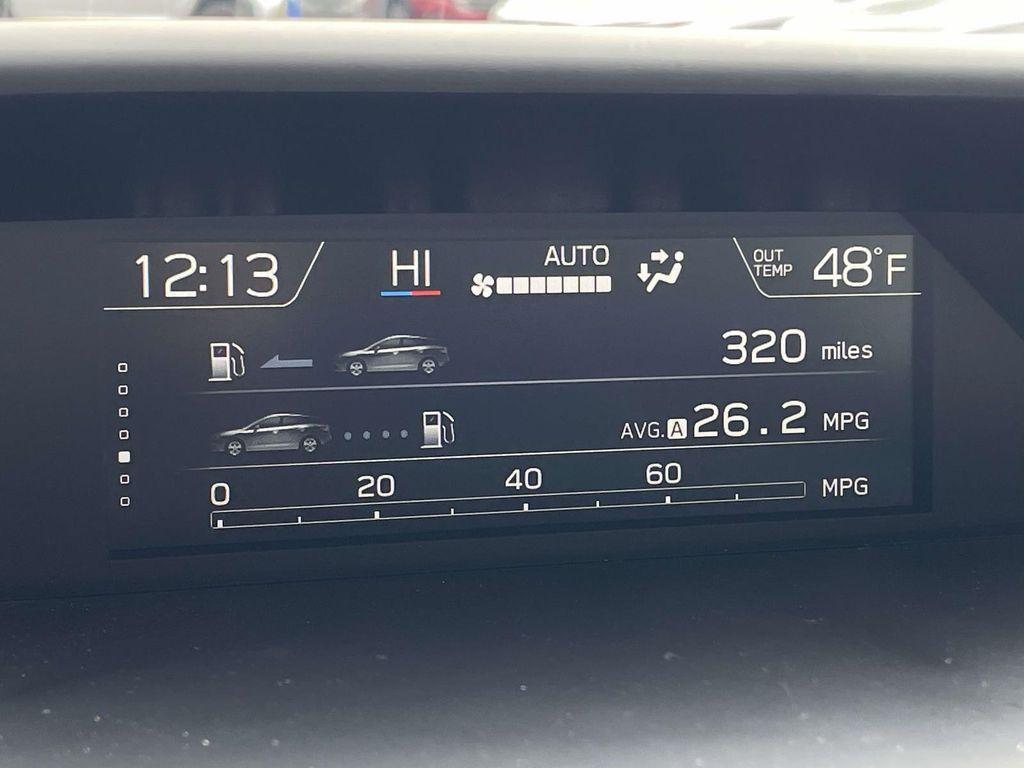 12:13 HI AUTO OUT TEMP 48°F
320 miles
AVG. A 26.2 MPG
0 20 40 60 MPG